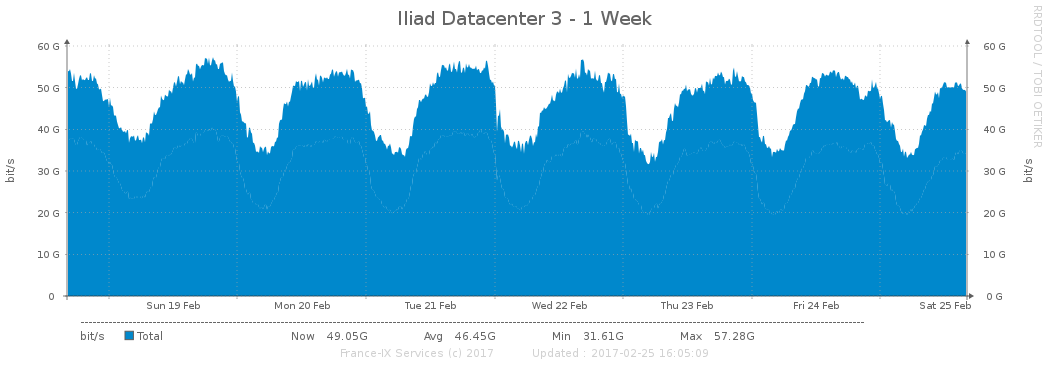 Iliad Datacenter 3 - 1 Week
RRDTOOL / TOBI OETIKER
60 G 60 G
50 G 50 G
40 G 40 G
30 G 30 G
20 G 20 G
10 G 10 G
0 0 G
bit/s bit/s
Sun 19 Feb Mon 20 Feb Tue 21 Feb Wed 22 Feb Thu 23 Feb Fri 24 Feb Sat 25 Feb
bit/s Total Now 49.05G Avg 46.45G Min 31.61G Max 57.28G
France-IX Services (c) 2017 Updated : 2017-02-25 16:05:09